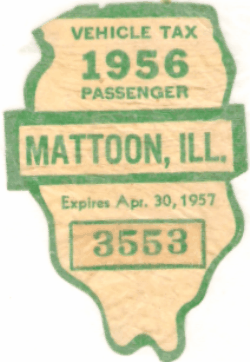 VEHICLE TAX
1956
PASSENGER
MATTOON, ILL.
Expires Apr. 30, 1957
3553